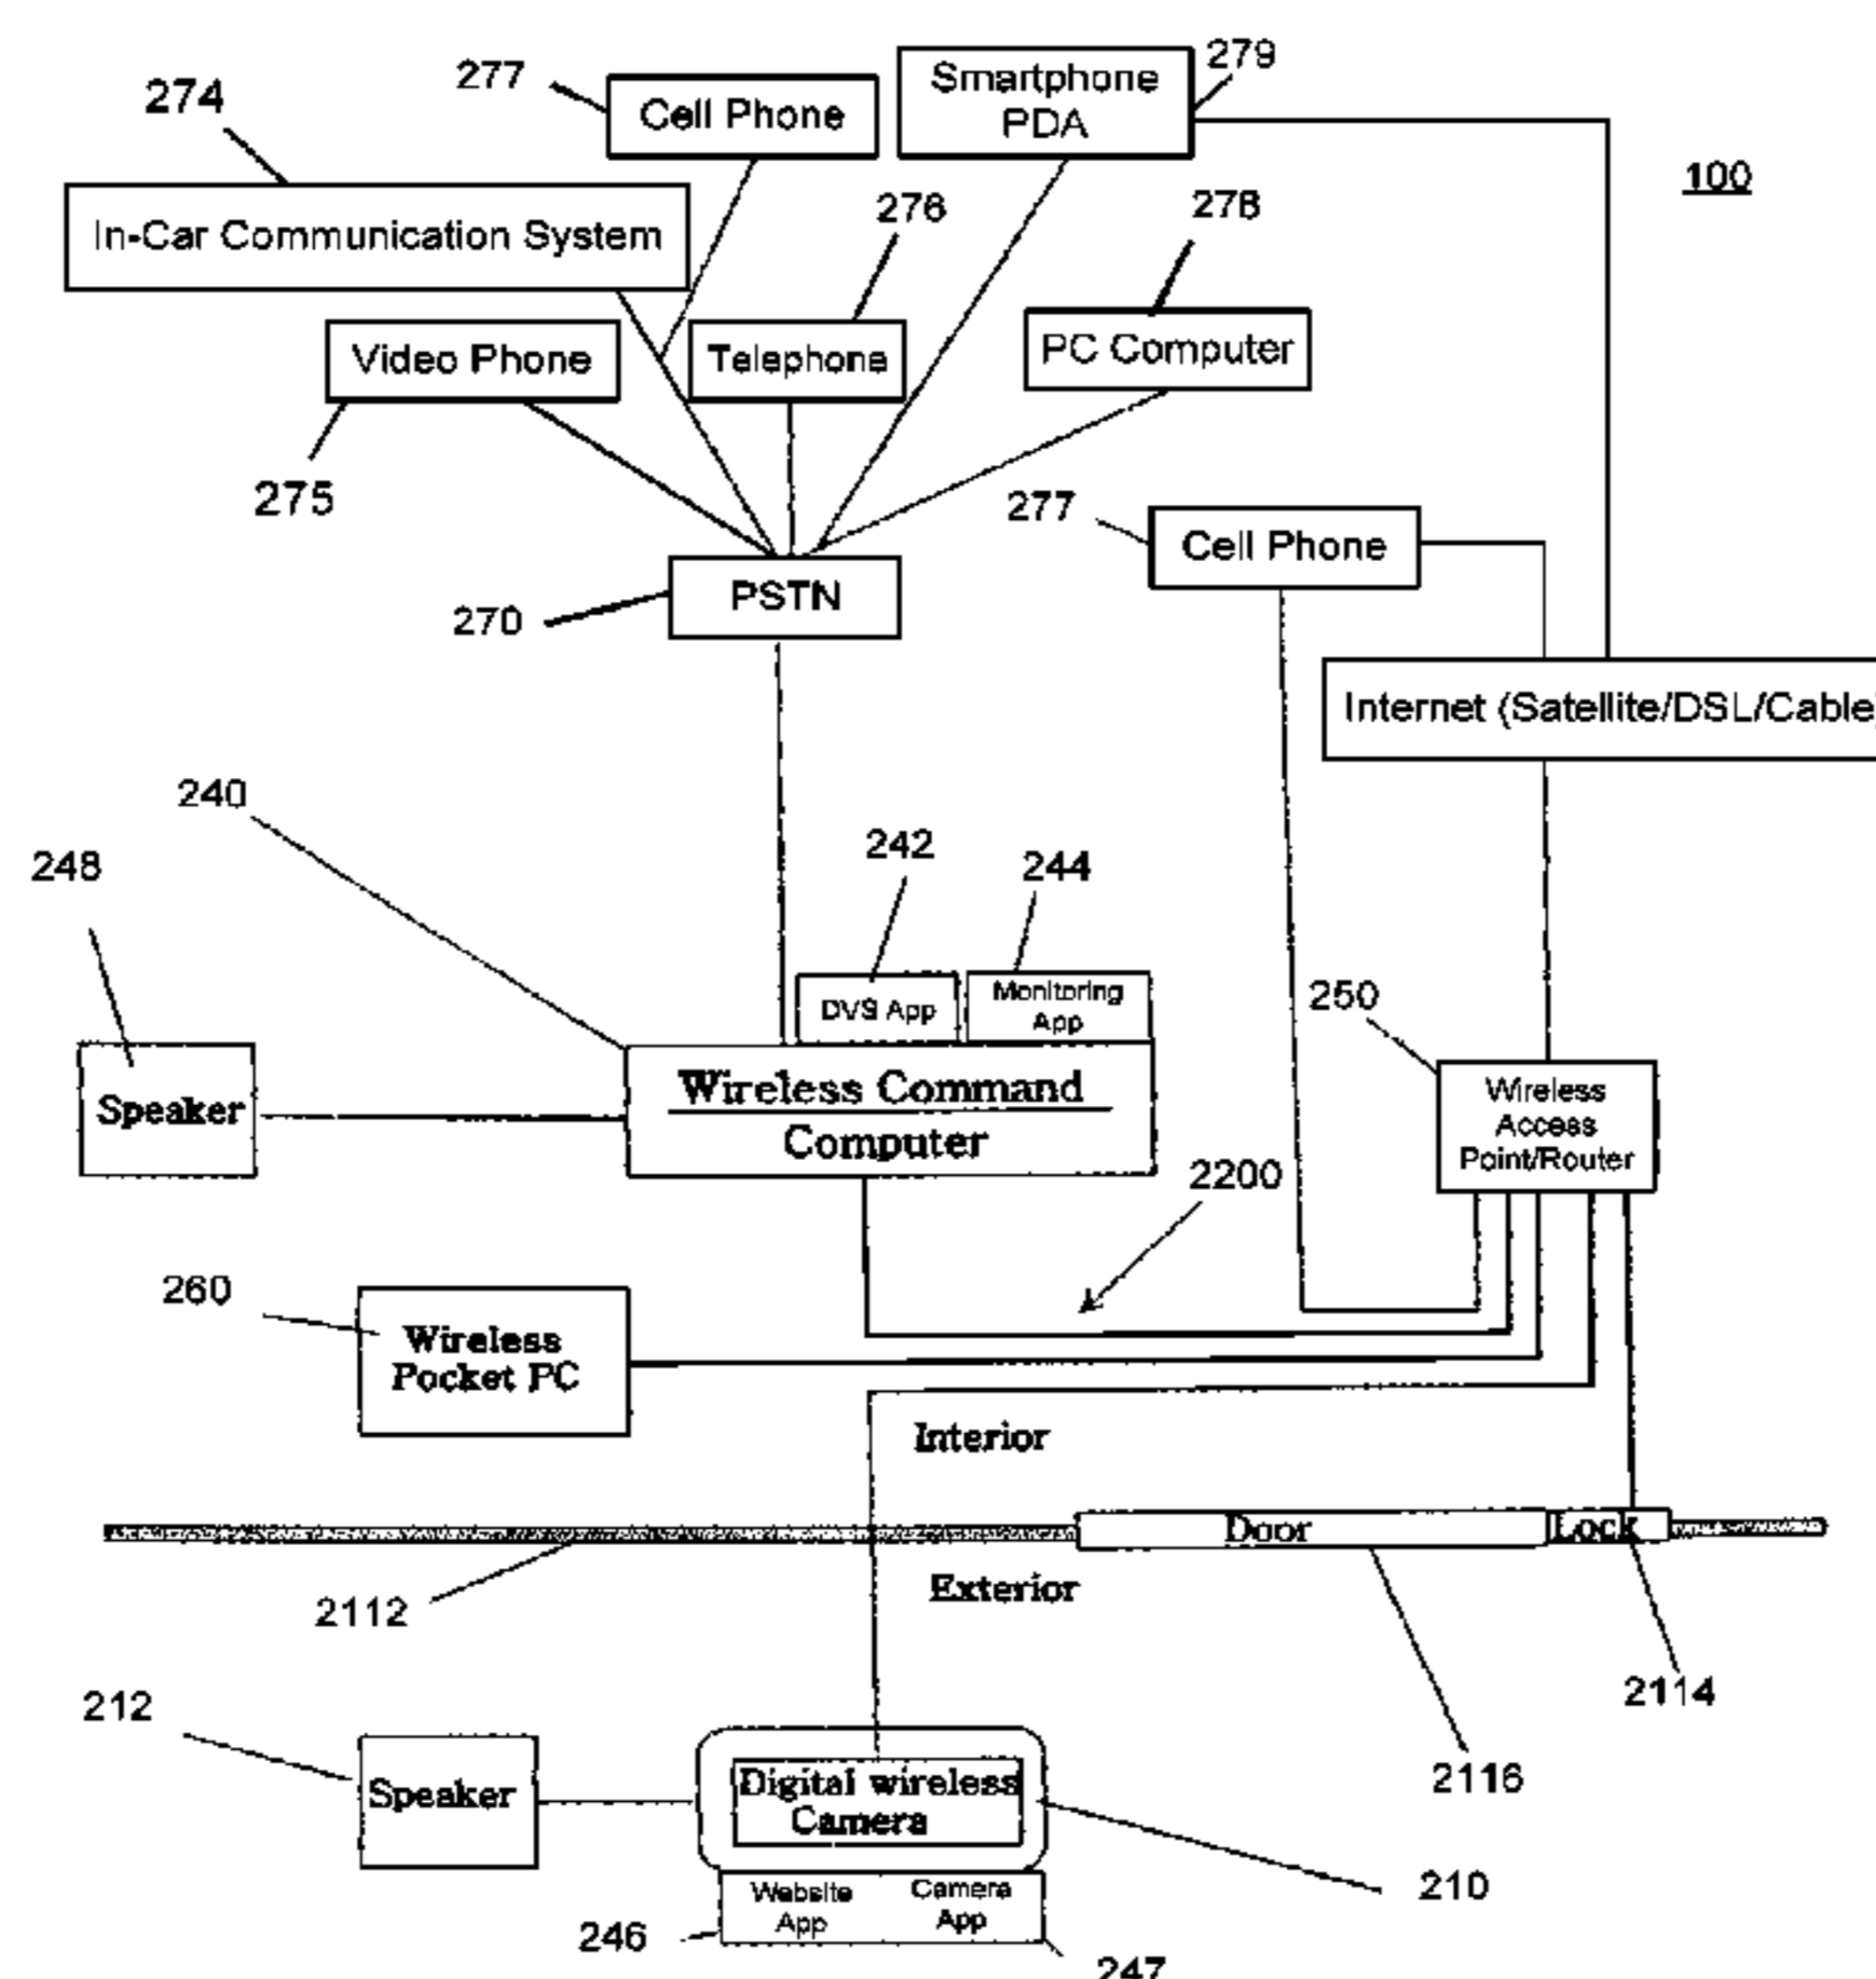 279
Smartphone
PDA
277
Cell Phone
274
100
In-Car Communication System
276
278
Video Phone
Telephone
PC Computer
275
277
Cell Phone
PSTN
270
Internet (Satellite/DSL/Cable)
240
242
244
248
DVS App
Monitoring
App
250
Wireless Command
Computer
Speaker
Wireless
Access
Point/Router
2200
260
Wireless
Pocket PC
Interior
Door
Lock
Exterior
2112
2114
212
2116
Speaker
Digital wireless
Camera
210
Website
App
Camera
App
246
247